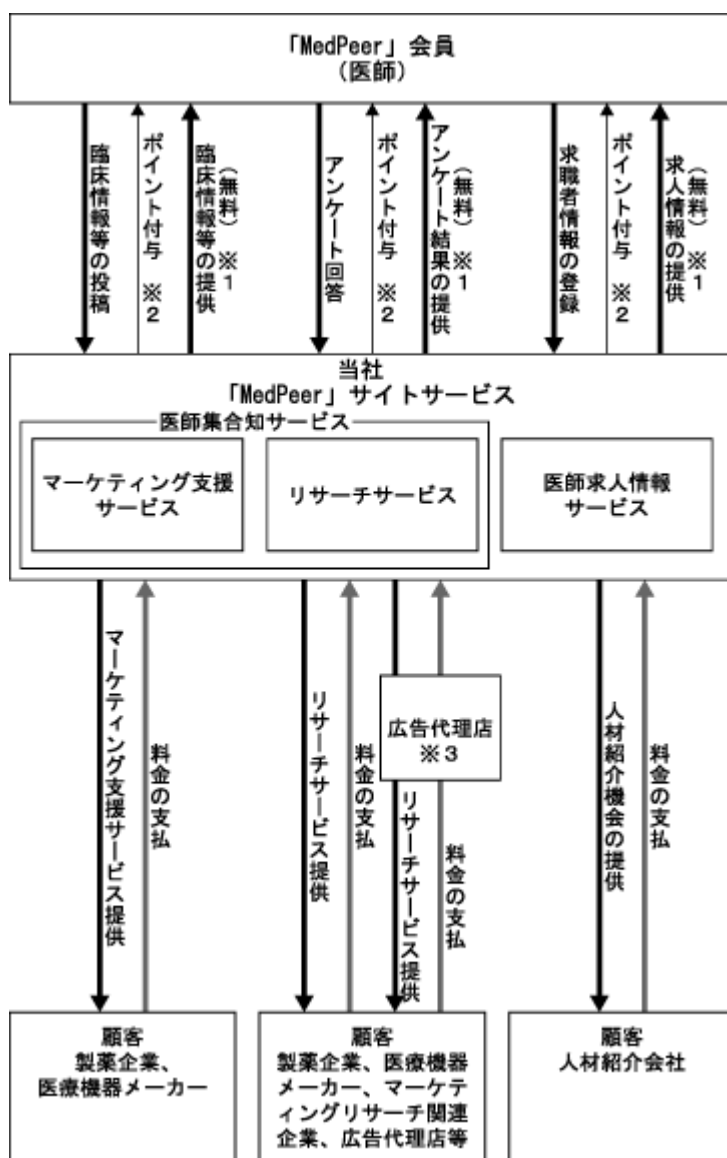 「MedPeer」会員
（医師）
臨床情報等の投稿
ポイント付与　※２
臨床情報等の提供
（無料）※１
アンケート回答
ポイント付与　※２
アンケート結果の提供
（無料）※１
求職者情報の登録
ポイント付与　※２
求人情報の提供
（無料）※１
当社
「MedPeer」サイトサービス
医師集合知サービス
マーケティング支援
サービス
リサーチサービス
医師求人情報
サービス
マーケティング支援サービス提供
料金の支払
リサーチサービス提供
料金の支払
広告代理店
※３
リサーチサービス提供
料金の支払
人材紹介機会の提供
料金の支払
顧客
製薬企業、
医療機器メーカー
顧客
製薬企業、医療機器
メーカー、マーケテ
ィングリサーチ関連
企業、広告代理店等
顧客
人材紹介会社